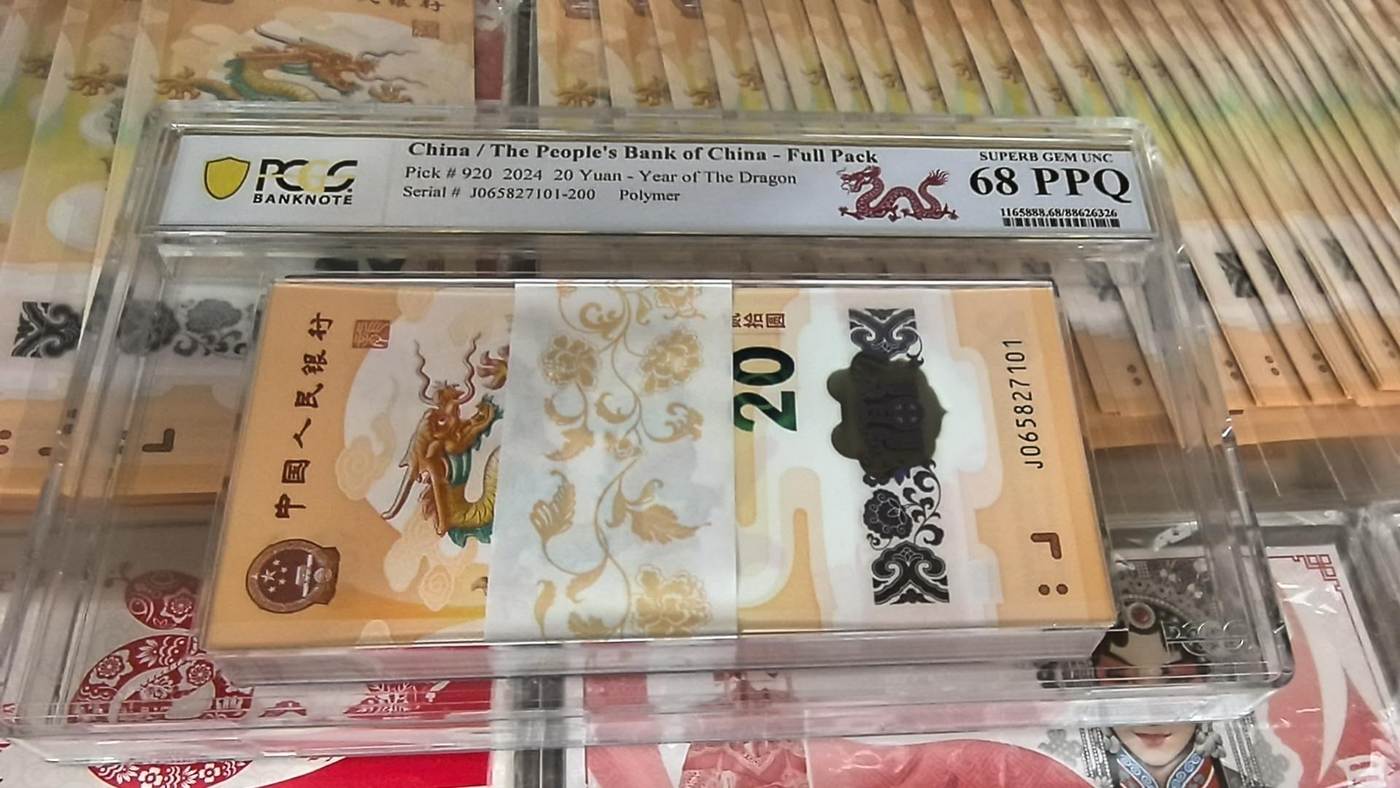 PCGS
BANKNOTE
China / The People's Bank of China - Full Pack
Pick # 920 2024 20 Yuan - Year of The Dragon
Serial # J065827101-200 Polymer
SUPERB GEM UNC
68 PPQ
1165888.68/88626326
中国人民银行
贰拾圆
20
J065827101